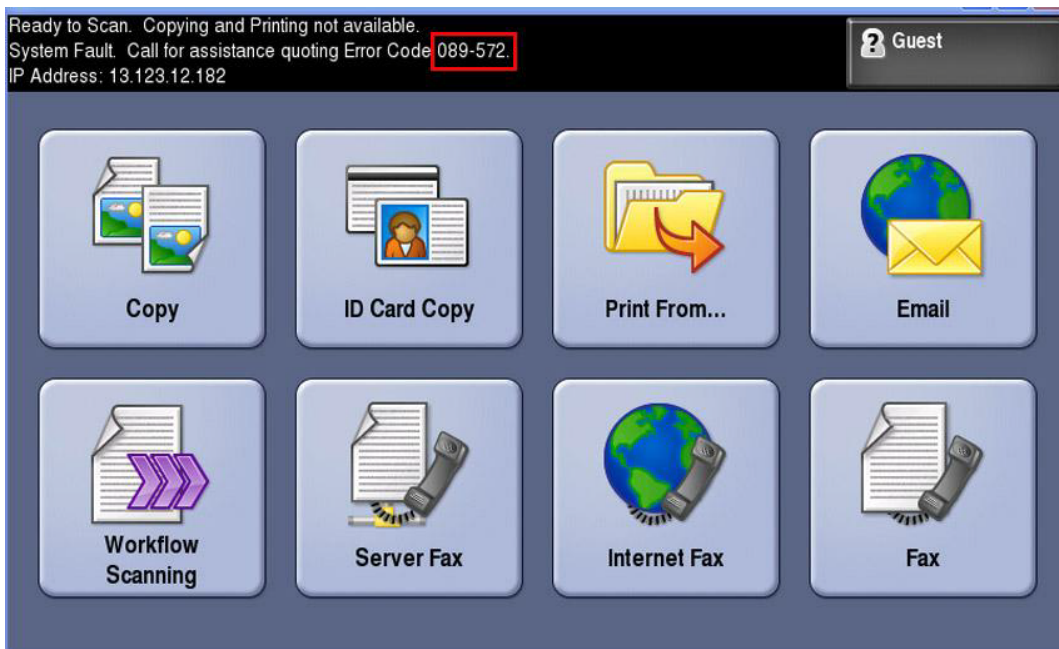 Ready to Scan. Copying and Printing not available.
System Fault. Call for assistance quoting Error Code 089-572.
IP Address: 13.123.12.182
Guest
Copy
ID Card Copy
Print From...
Email
Workflow
Scanning
Server Fax
Internet Fax
Fax